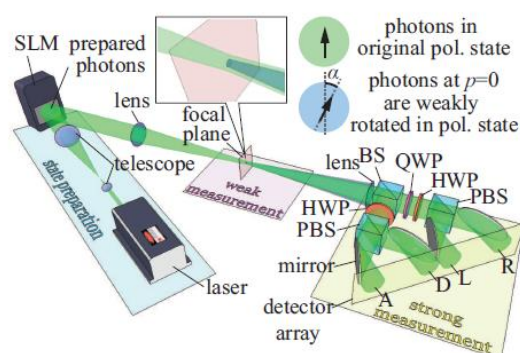 SLM
prepared
photons
lens
focal
plane
telescope
state preparation
laser
weak
measurement
photons in
original pol. state
α
photons at p=0
are weakly
rotated in pol. state
lens
BS
QWP
HWP
PBS
HWP
PBS
mirror
detector
array
A
D
L
R
strong
measurement